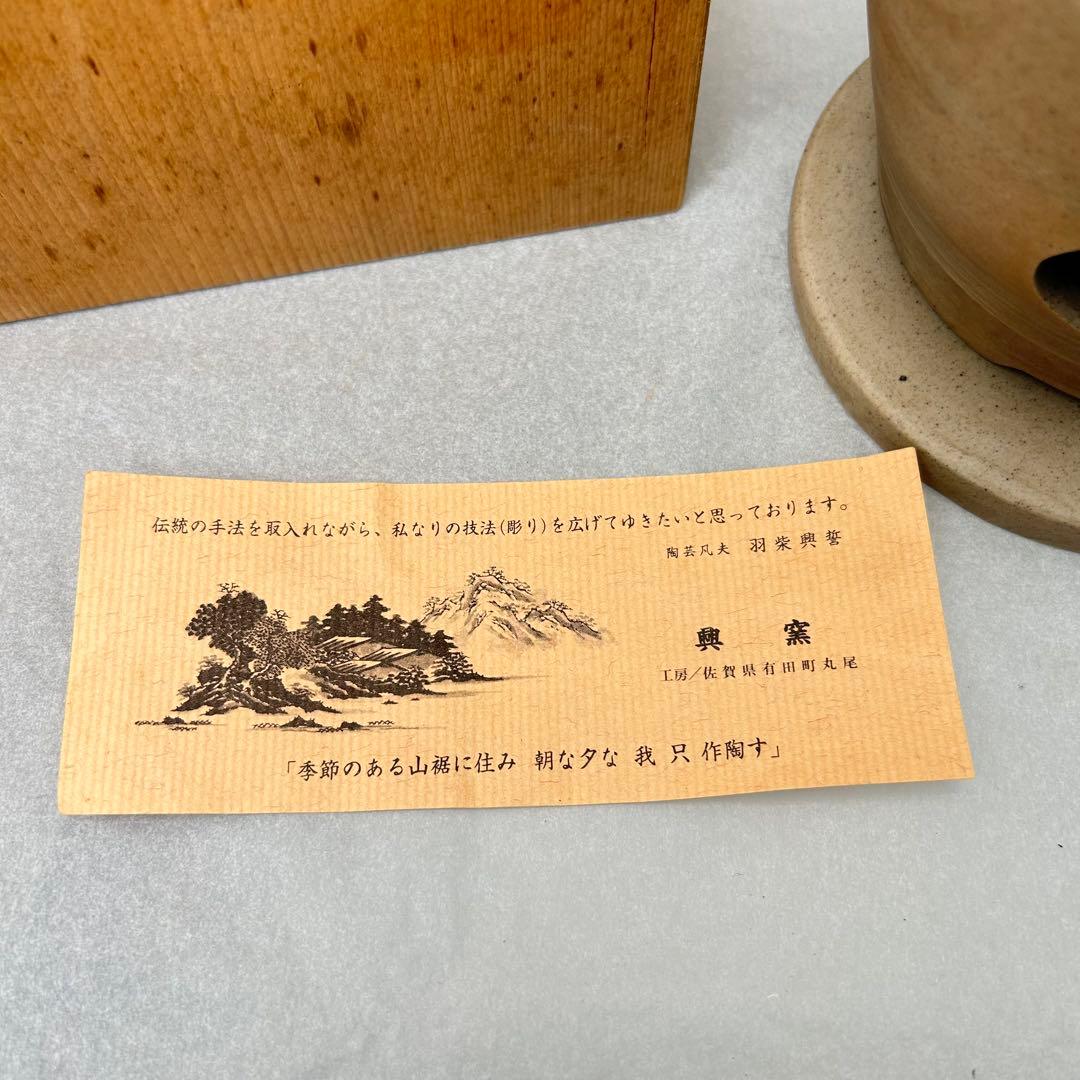 伝統の手法を取入れながら、私なりの技法(彫り)を広げてゆきたいと思っております。
陶芸凡夫 羽柴興誓
興窯
工房/佐賀県有田町丸尾
「季節のある山裾に住み 朝な夕な 我 只 作陶す」